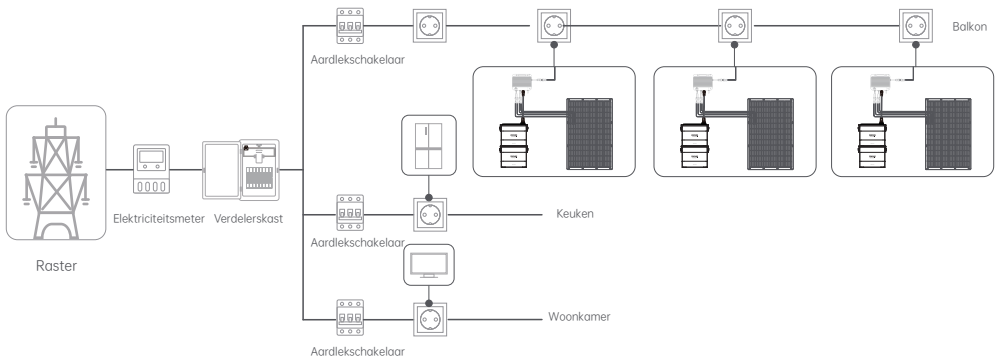 Balkon
Aardlekschakelaar
Elektriciteitsmeter
Verdelerskast
Keuken
Aardlekschakelaar
Raster
Woonkamer
Aardlekschakelaar